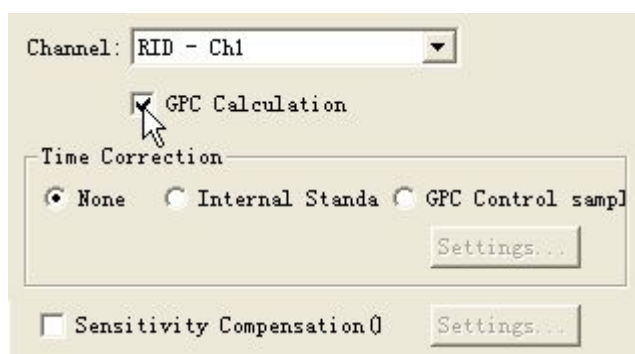 Channel: RID - Ch1
GPC Calculation
Time Correction
None Internal Standa GPC Control sampl
Settings...
Sensitivity Compensation() Settings...